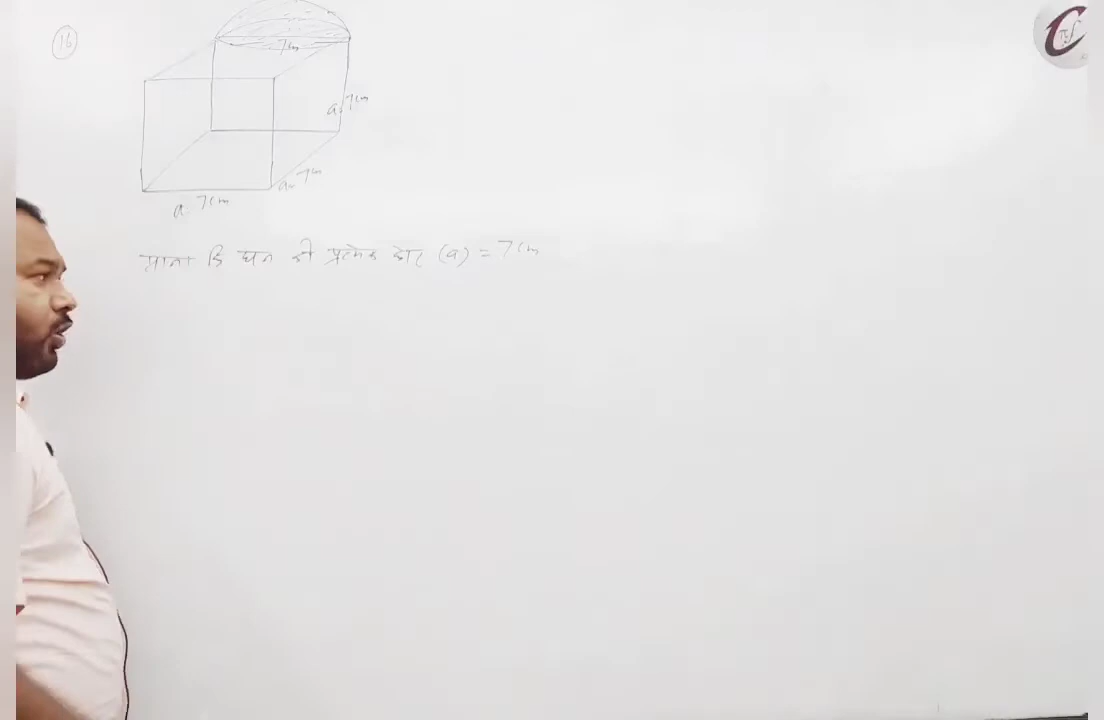 16
7cm
a. 7cm
a. 7cm
a. 7cm
माना कि घन की प्रत्येक कोर (a) = 7cm